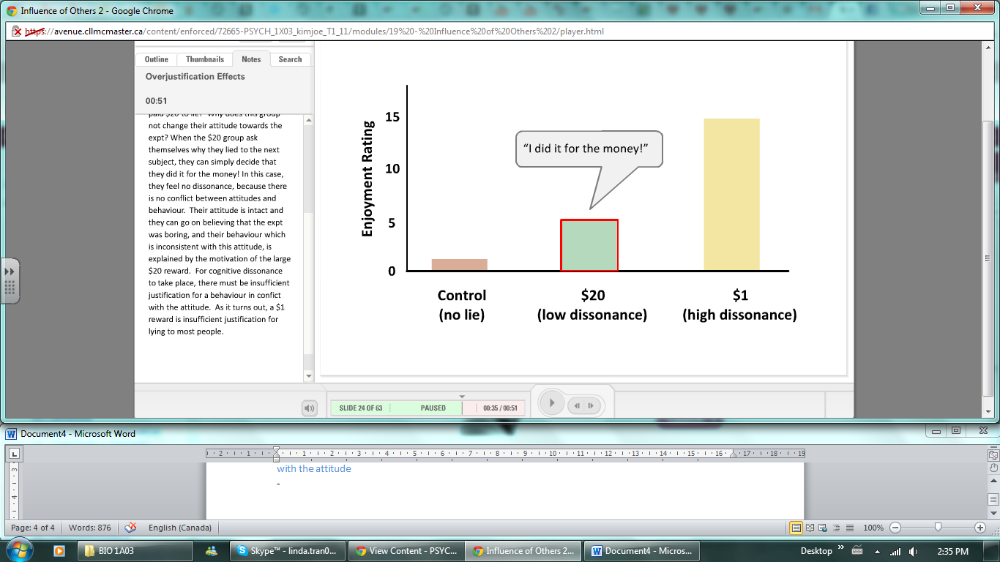 Influence of Others 2 - Google Chrome
https://avenue.cllmcmaster.ca/content/enforced/72665-PSYCH_1X03_kimjoe_T1_11/modules/19%20-%20Influence%20of%20Others%202/player.html
Outline Thumbnails Notes Search
Overjustification Effects
00:51
paid $20 to lie? Why does this group
not change their attitude towards the
expt? When the $20 group ask
themselves why they lied to the next
subject, they can simply decide that
they did it for the money! In this case,
they feel no dissonance, because there
is no conflict between attitudes and
behaviour. Their attitude is intact and
they can go on believing that the expt
was boring, and their behaviour which
is inconsistent with this attitude, is
explained by the motivation of the large
$20 reward. For cognitive dissonance
to take place, there must be insufficient
justification for a behaviour in confict
with the attitude. As it turns out, a $1
reward is insufficient justification for
lying to most people.
Enjoyment Rating
15
10
5
0
“I did it for the money!”
Control
(no lie)
$20
(low dissonance)
$1
(high dissonance)
SLIDE 24 OF 63 PAUSED 00:35 / 00:51
Document4 - Microsoft Word
2 1 1 2 3 4 5 6 7 8 9 10 11 12 13 14 15 16 17 18 19
3
4
with the attitude
-
Page: 4 of 4 Words: 876 English (Canada) 100%
BIO 1A03 Skype™ - linda.tran0... View Content - PSYC... Influence of Others 2... Document4 - Micros... Desktop 2:35 PM